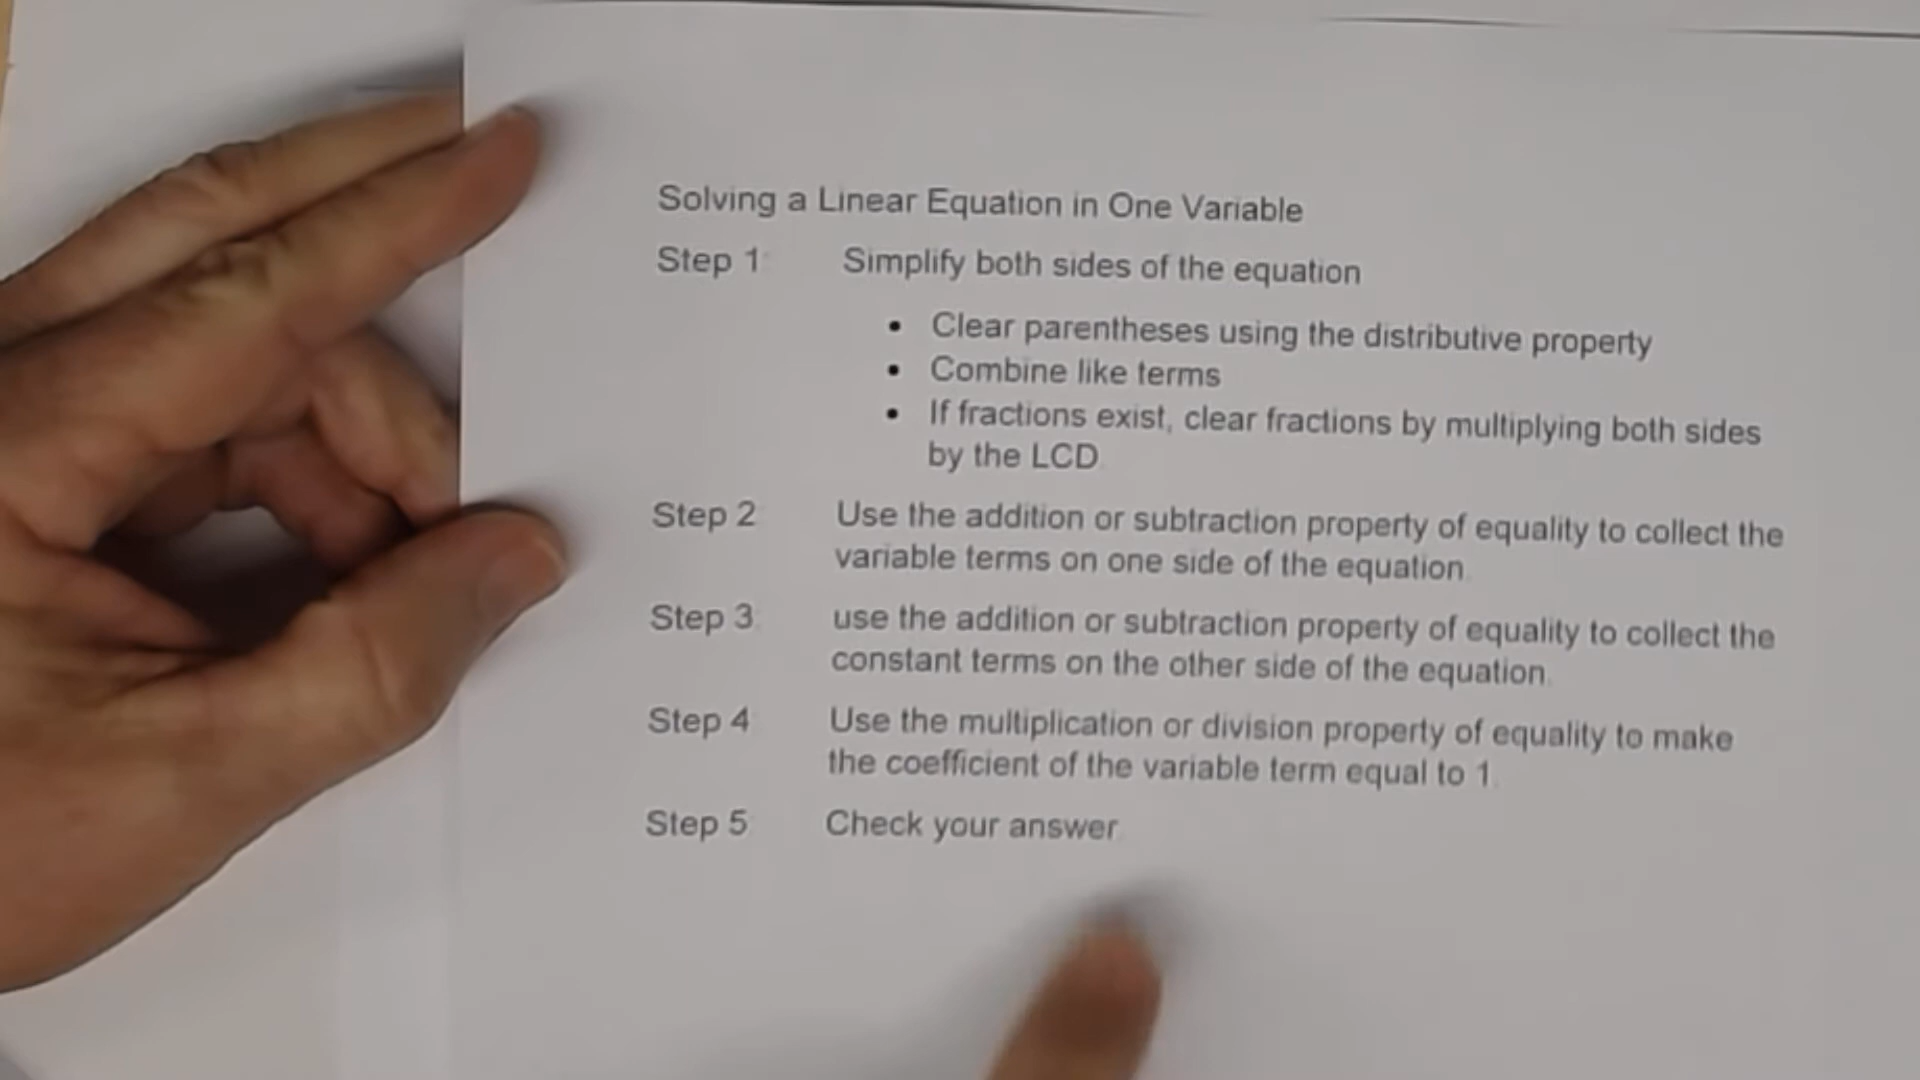 Solving a Linear Equation in One Variable
Step 1: Simplify both sides of the equation
• Clear parentheses using the distributive property
• Combine like terms
• If fractions exist, clear fractions by multiplying both sides
by the LCD
Step 2: Use the addition or subtraction property of equality to collect the
variable terms on one side of the equation.
Step 3: use the addition or subtraction property of equality to collect the
constant terms on the other side of the equation.
Step 4: Use the multiplication or division property of equality to make
the coefficient of the variable term equal to 1.
Step 5: Check your answer.